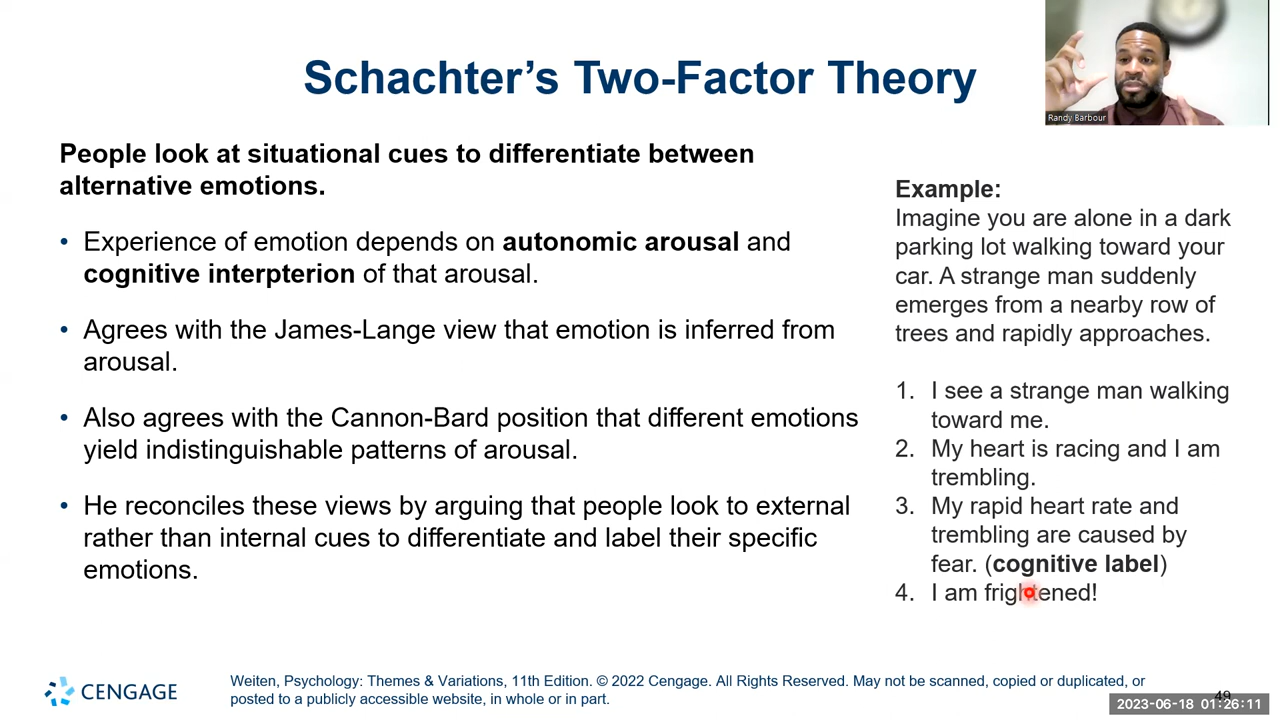 Schachter's Two-Factor Theory
Randy Barbour
People look at situational cues to differentiate between
alternative emotions.
• Experience of emotion depends on autonomic arousal and
cognitive interpterion of that arousal.
• Agrees with the James-Lange view that emotion is inferred from
arousal.
• Also agrees with the Cannon-Bard position that different emotions
yield indistinguishable patterns of arousal.
• He reconciles these views by arguing that people look to external
rather than internal cues to differentiate and label their specific
emotions.
Example:
Imagine you are alone in a dark
parking lot walking toward your
car. A strange man suddenly
emerges from a nearby row of
trees and rapidly approaches.
1. I see a strange man walking
toward me.
2. My heart is racing and I am
trembling.
3. My rapid heart rate and
trembling are caused by
fear. (cognitive label)
4. I am frightened!
CENGAGE
Weiten, Psychology: Themes & Variations, 11th Edition. © 2022 Cengage. All Rights Reserved. May not be scanned, copied or duplicated, or
posted to a publicly accessible website, in whole or in part.
49
2023-06-18 01:26:11